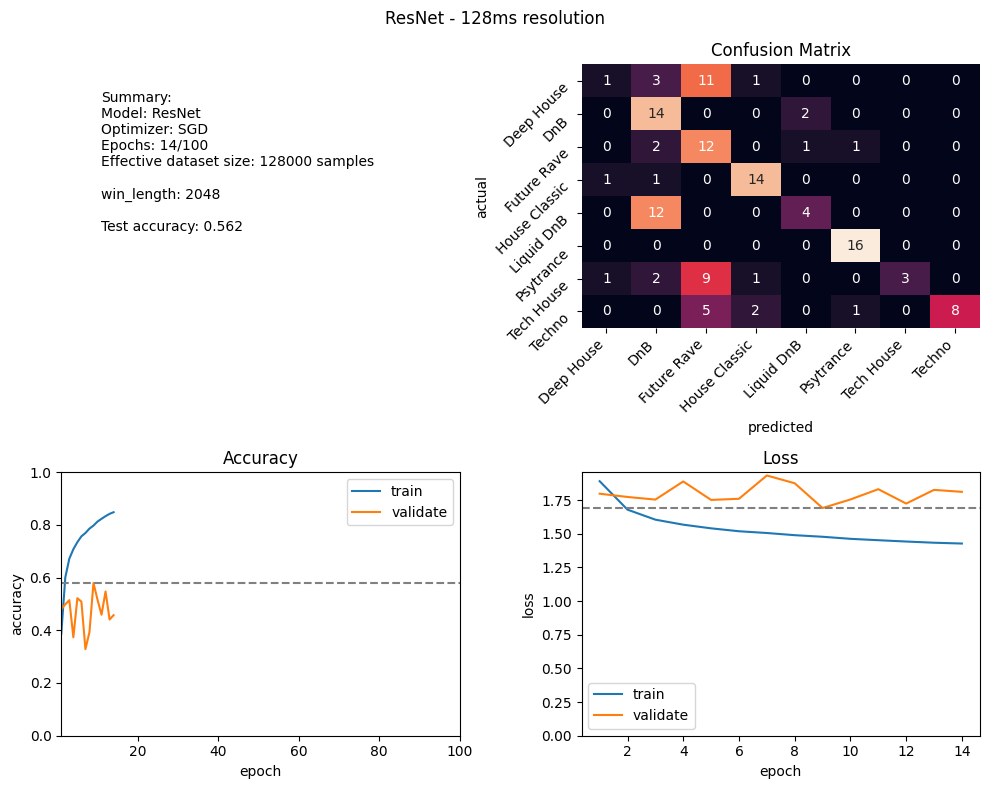 ResNet - 128ms resolution
Summary:
Model: ResNet
Optimizer: SGD
Epochs: 14/100
Effective dataset size: 128000 samples
win_length: 2048
Test accuracy: 0.562
Confusion Matrix
actual
Deep House 1 3 11 1 0 0 0 0
DnB 0 14 0 0 2 0 0 0
Future Rave 0 2 12 0 1 1 0 0
House Classic 1 1 0 14 0 0 0 0
Liquid DnB 0 12 0 0 4 0 0 0
Psytrance 0 0 0 0 0 16 0 0
Tech House 1 2 9 1 0 0 3 0
Techno 0 0 5 2 0 1 0 8
Deep House DnB Future Rave House Classic Liquid DnB Psytrance Tech House Techno
predicted
Accuracy
accuracy
1.0
0.8
0.6
0.4
0.2
0.0
train
validate
20 40 60 80 100
epoch
Loss
loss
1.75
1.50
1.25
1.00
0.75
0.50
0.25
0.00
train
validate
2 4 6 8 10 12 14
epoch